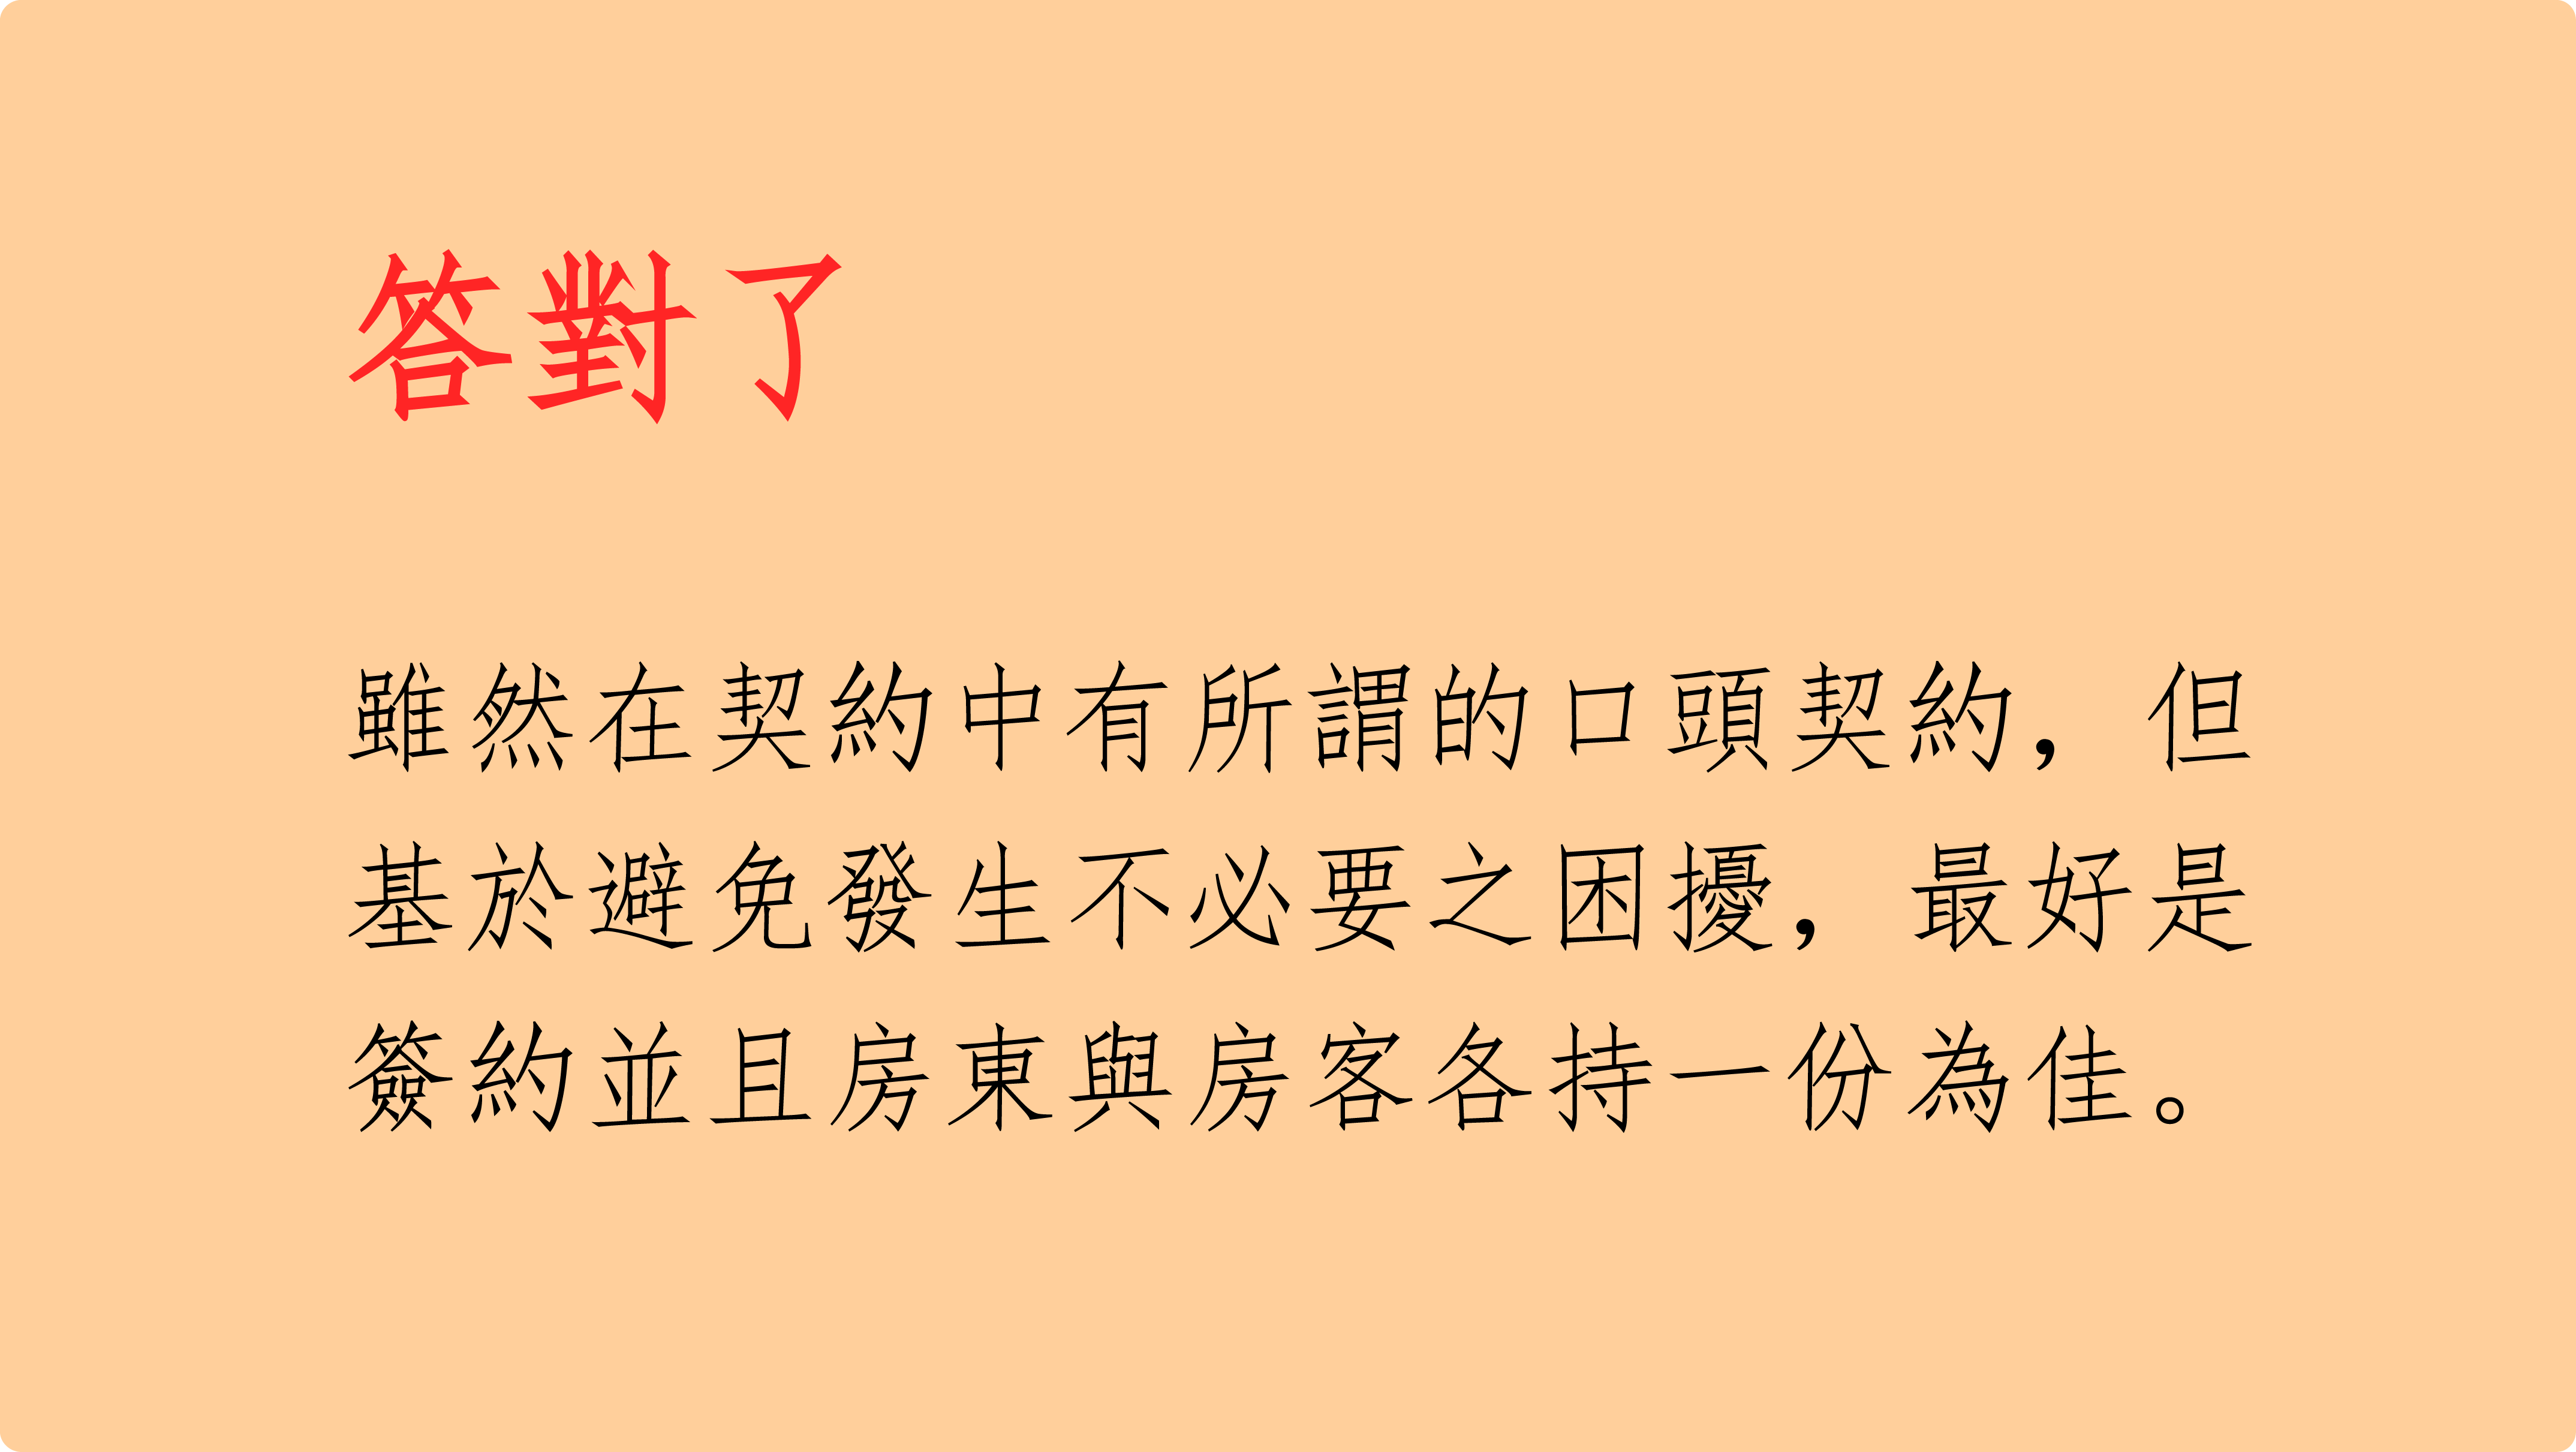 答對了
雖然在契約中有所謂的口頭契約，但
基於避免發生不必要之困擾，最好是
簽約並且房東與房客各持一份為佳。